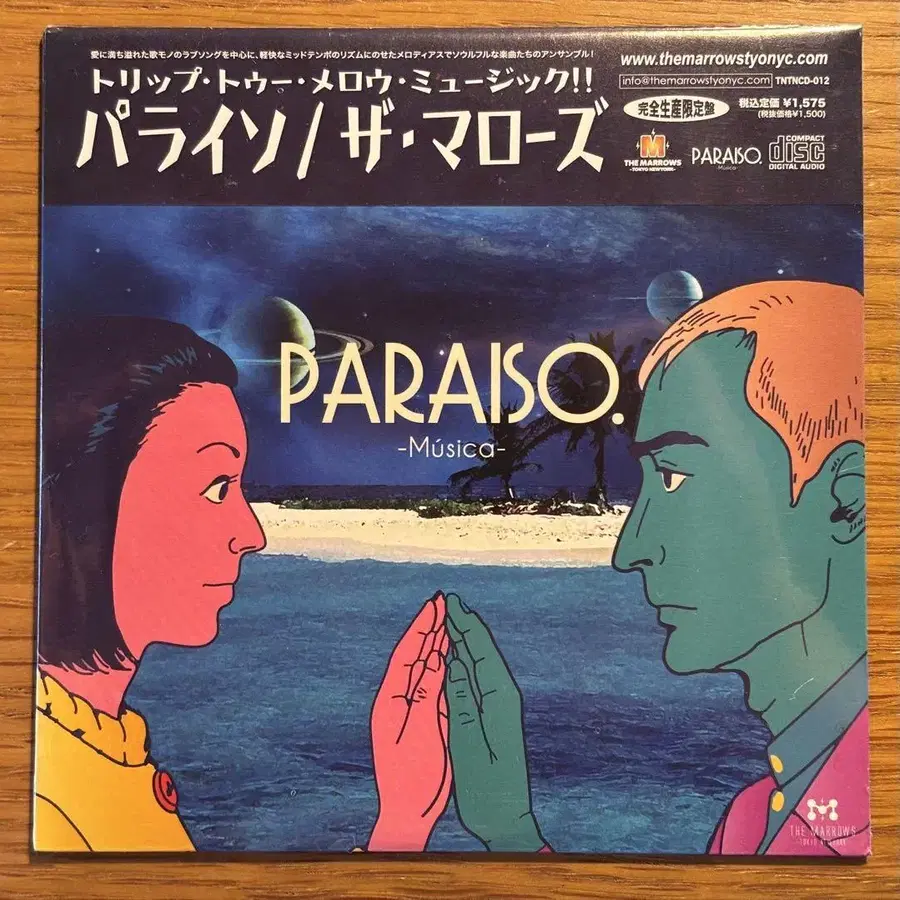 愛に満ち溢れた歌モノのラブソングを中心に、軽快なミッドテンポのリズムにのせたメロディアスでソウルフルな楽曲たちのアンサンブル!
トリップ・トゥー・メロウ・ミュージック!!
パライソ/ザ・マローズ
www.themarrowstyonyc.com
info@themarrowstyonyc.com TNTNCD-012
完全生産限定盤 税込定価 ¥1,575
(税抜価格¥1,500)
M
THE MARROWS
-TOKYO NEWYORK-
PARAISO.
-Música-
COMPACT
disc
DIGITAL AUDIO
PARAISO.
-Música-
THE MARROWS
TOKYO NEWYORK